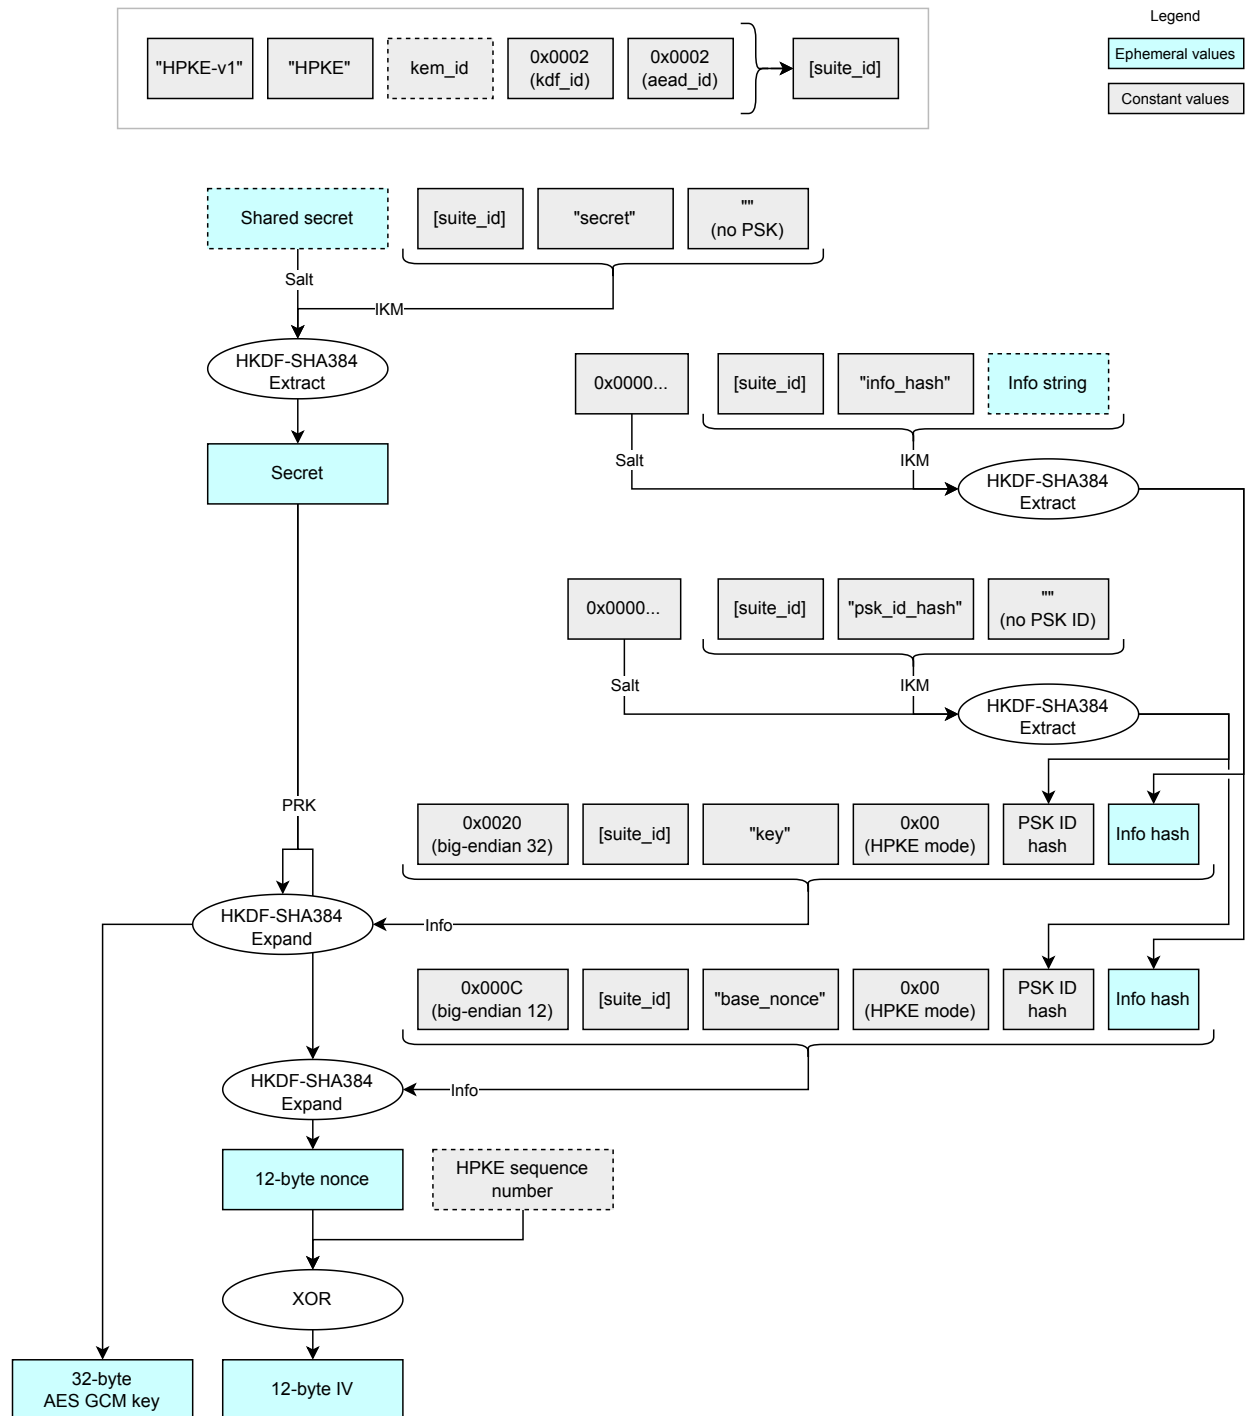 Legend
Ephemeral values
Constant values
"HPKE-v1"
"HPKE"
kem_id
0x0002
(kdf_id)
0x0002
(aead_id)
[suite_id]
Shared secret
[suite_id]
"secret"
""
(no PSK)
Salt
IKM
HKDF-SHA384
Extract
Secret
0x0000...
[suite_id]
"info_hash"
Info string
Salt
IKM
HKDF-SHA384
Extract
0x0000...
[suite_id]
"psk_id_hash"
""
(no PSK ID)
Salt
IKM
HKDF-SHA384
Extract
PRK
0x0020
(big-endian 32)
[suite_id]
"key"
0x00
(HPKE mode)
PSK ID
hash
Info hash
HKDF-SHA384
Expand
Info
0x000C
(big-endian 12)
[suite_id]
"base_nonce"
0x00
(HPKE mode)
PSK ID
hash
Info hash
HKDF-SHA384
Expand
Info
12-byte nonce
HPKE sequence
number
XOR
32-byte
AES GCM key
12-byte IV